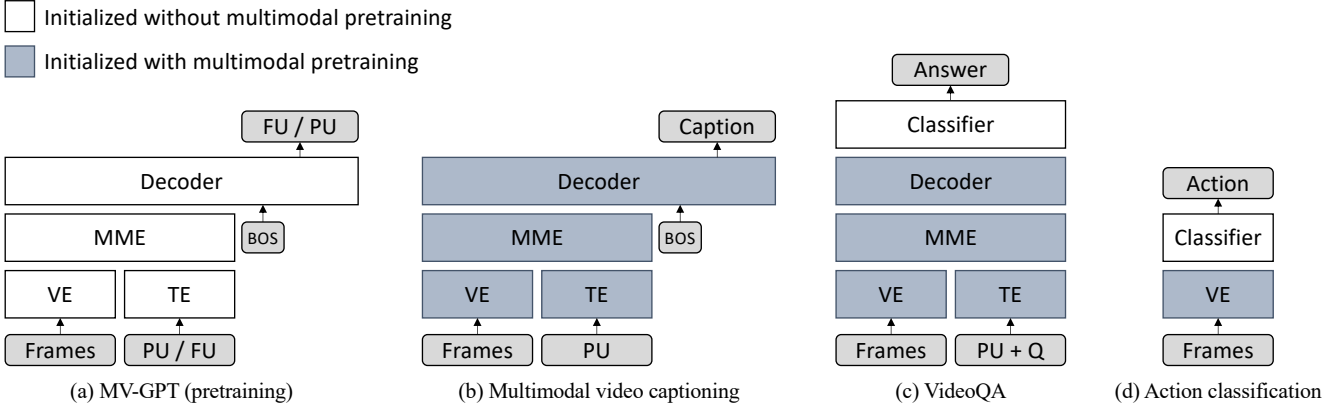 Initialized without multimodal pretraining
Initialized with multimodal pretraining
FU / PU
Decoder
MME
BOS
VE
TE
Frames
PU / FU
(a) MV-GPT (pretraining)
Caption
Decoder
MME
BOS
VE
TE
Frames
PU
(b) Multimodal video captioning
Answer
Classifier
Decoder
MME
VE
TE
Frames
PU + Q
(c) VideoQA
Action
Classifier
VE
Frames
(d) Action classification